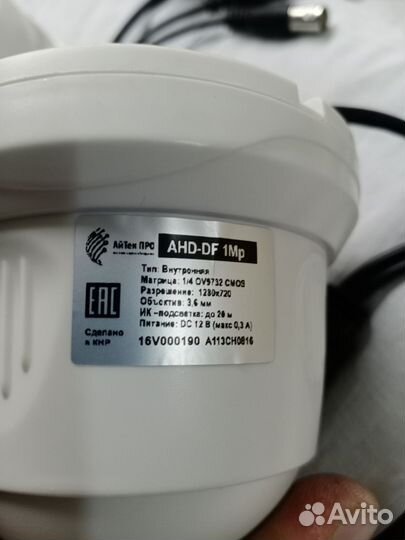 АйТек ПРО
AHD-DF 1Mp
Тип: Внутренняя
Матрица: 1/4 OV9732 CMOS
Разрешение: 1280x720
Объектив: 3,6 мм
ИК-подсветка: до 20 м
Питание: DC 12 В (макс 0,3 А)
EAC
Сделано
в КНР
16V000190 A113CH0816
Avito